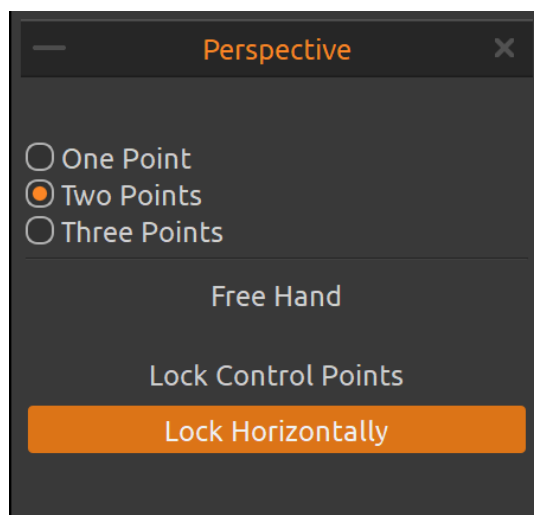 Perspective
One Point
Two Points
Three Points
Free Hand
Lock Control Points
Lock Horizontally